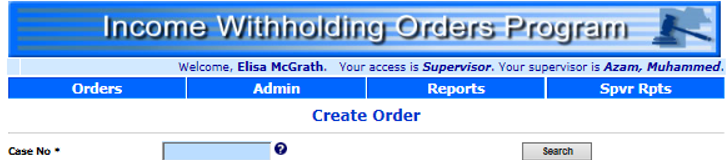 Income Withholding Orders Program
Welcome, Elisa McGrath. Your access is Supervisor. Your supervisor is Azam, Muhammed.
Orders Admin Reports Spvr Rpts
Create Order
Case No * ? Search